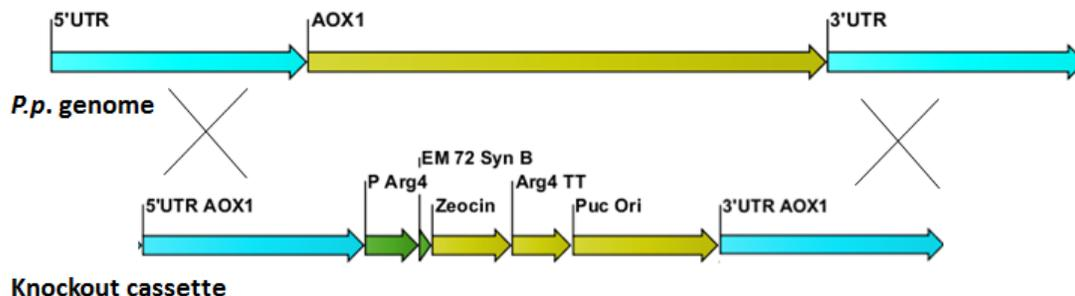 5'UTR AOX1 3'UTR
P.p. genome
EM 72 Syn B
P Arg4 Arg4 TT
5'UTR AOX1 Zeocin Puc Ori 3'UTR AOX1
Knockout cassette